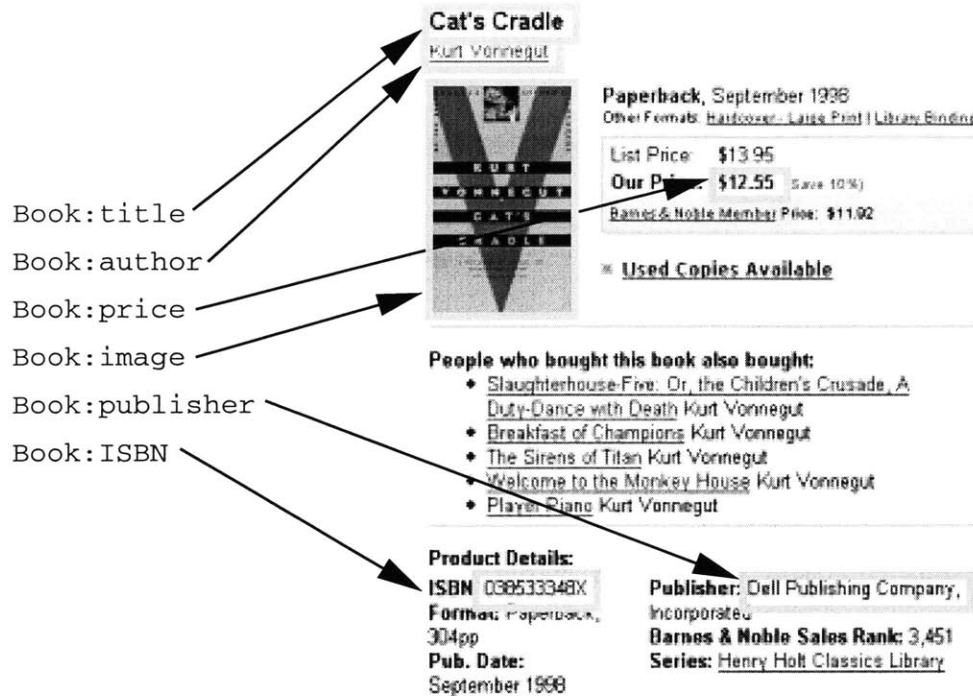 Cat's Cradle
Kurt Vonnegut
Paperback, September 1998
Other Formats: Hardcover - Large Print | Library Binding
List Price: $13.95
Our Price: $12.55 Save 10%)
Barnes & Noble Member Price: $11.92
KURT
VONNEGUT
CAT'S
CRADLE
Used Copies Available
Book:title
Book:author
Book:price
Book:image
Book:publisher
Book:ISBN
People who bought this book also bought:
Slaughterhouse-Five: Or, the Children's Crusade, A
Duty-Dance with Death Kurt Vonnegut
Breakfast of Champions Kurt Vonnegut
The Sirens of Titan Kurt Vonnegut
Welcome to the Monkey House Kurt Vonnegut
Player Piano Kurt Vonnegut
Product Details:
ISBN 038533348X
Format: Paperback,
304pp
Pub. Date:
September 1998
Publisher: Dell Publishing Company,
Incorporated
Barnes & Noble Sales Rank: 3,451
Series: Henry Holt Classics Library